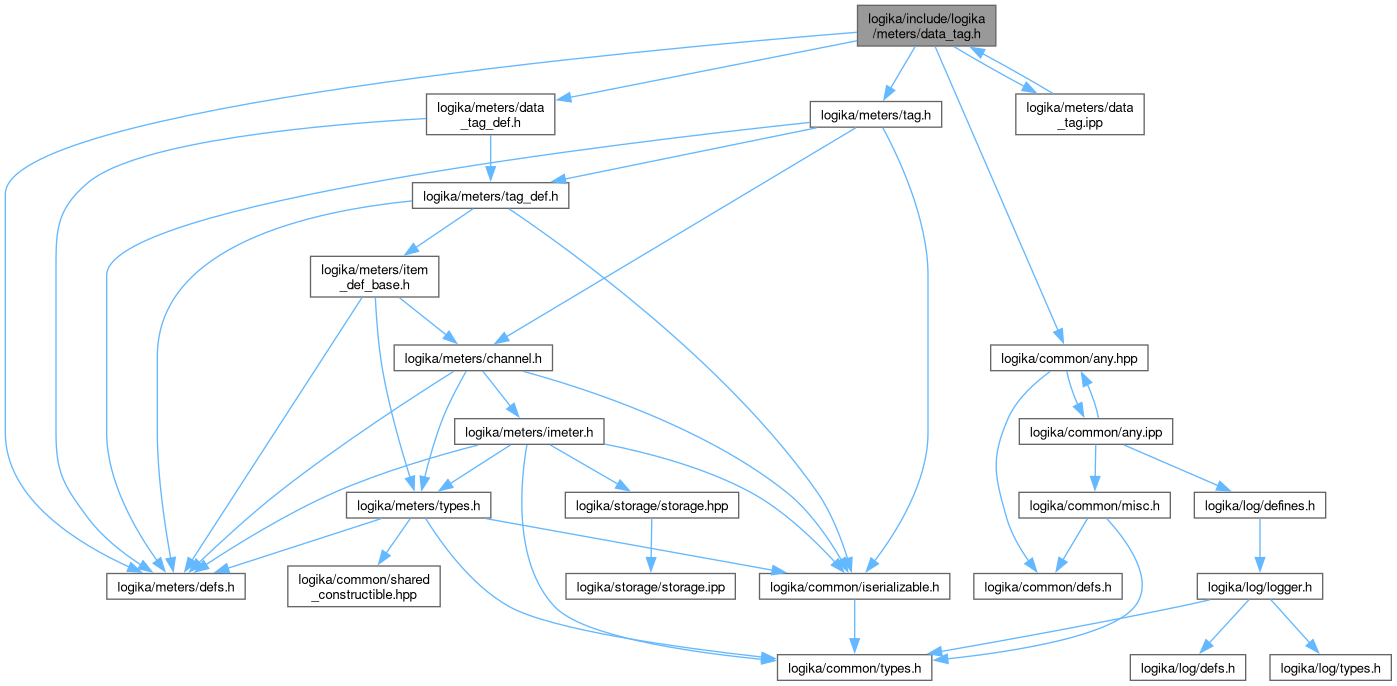 logika/include/logika
/meters/data_tag.h
logika/meters/data
_tag_def.h
logika/meters/tag.h
logika/meters/data
_tag.ipp
logika/meters/tag_def.h
logika/meters/item
_def_base.h
logika/meters/channel.h
logika/common/any.hpp
logika/meters/imeter.h
logika/common/any.ipp
logika/meters/types.h
logika/storage/storage.hpp
logika/common/misc.h
logika/log/defines.h
logika/meters/defs.h
logika/common/shared
_constructible.hpp
logika/storage/storage.ipp
logika/common/iserializable.h
logika/common/defs.h
logika/log/logger.h
logika/common/types.h
logika/log/defs.h
logika/log/types.h